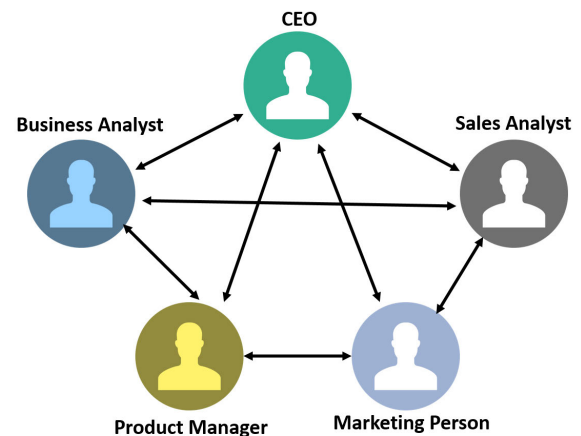 CEO
Business Analyst
Sales Analyst
Product Manager
Marketing Person